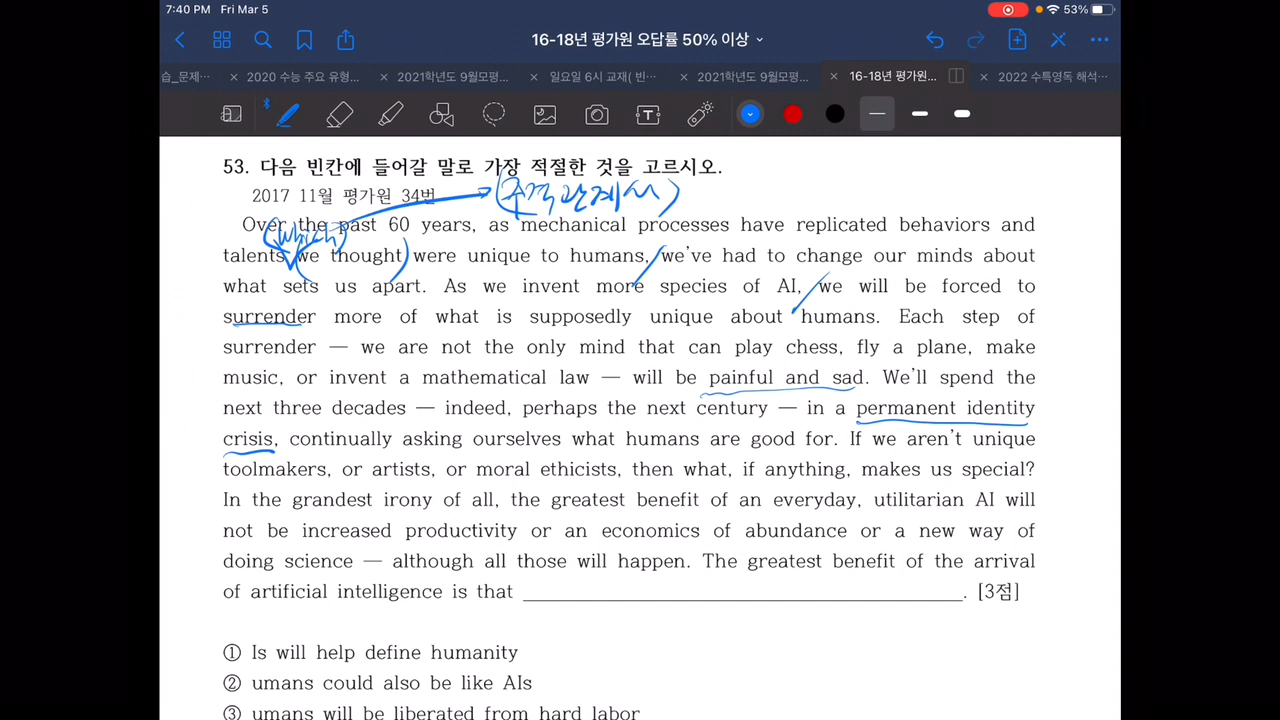 7:40 PM Fri Mar 5
53%
16-18년 평가원 오답률 50% 이상
습_문제…
× 2020 수능 주요 유형…
× 2021학년도 9월모평…
× 일요일 6시 교재( 빈…
× 2021학년도 9월모평…
× 16-18년 평가원…
× 2022 수특영독 해석…
53. 다음 빈칸에 들어갈 말로 가장 적절한 것을 고르시오.
2017 11월 평가원 34번
(주격관계사)
(which)
Over the past 60 years, as mechanical processes have replicated behaviors and
talents we thought were unique to humans, we've had to change our minds about
what sets us apart. As we invent more species of AI, we will be forced to
surrender more of what is supposedly unique about humans. Each step of
surrender — we are not the only mind that can play chess, fly a plane, make
music, or invent a mathematical law — will be painful and sad. We'll spend the
next three decades — indeed, perhaps the next century — in a permanent identity
crisis, continually asking ourselves what humans are good for. If we aren't unique
toolmakers, or artists, or moral ethicists, then what, if anything, makes us special?
In the grandest irony of all, the greatest benefit of an everyday, utilitarian AI will
not be increased productivity or an economics of abundance or a new way of
doing science — although all those will happen. The greatest benefit of the arrival
of artificial intelligence is that ________________. [3점]
① Is will help define humanity
② umans could also be like AIs
③ umans will be liberated from hard labor